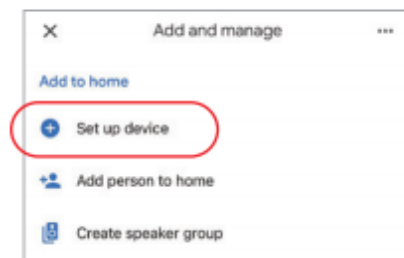 Add and manage
Add to home
Set up device
Add person to home
Create speaker group